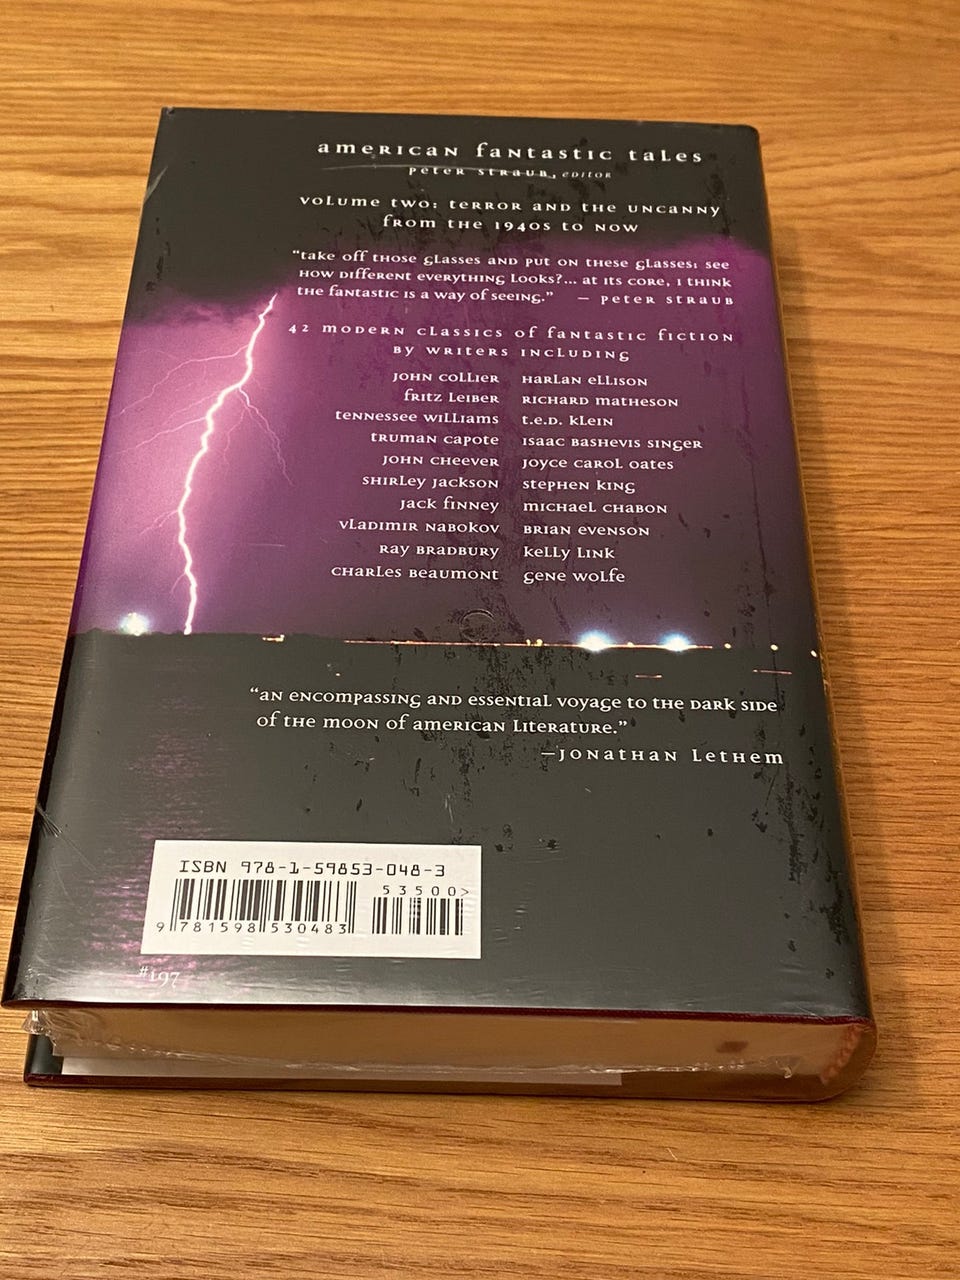 american fantastic tales
peter straub, editor
volume two: terror and the uncanny
from the 1940s to now
“take off those glasses and put on these glasses: see
how different everything looks?... at its core, i think
the fantastic is a way of seeing.” — peter straub
42 modern classics of fantastic fiction
by writers including
john collier harlan ellison
fritz leiber richard matheson
tennessee williams t.e.d. klein
truman capote isaac bashevis singer
john cheever joyce carol oates
shirley jackson stephen king
jack finney michael chabon
vladimir nabokov brian evenson
ray bradbury kelly link
charles beaumont gene wolfe
“an encompassing and essential voyage to the dark side
of the moon of american literature.”
—jonathan lethem
ISBN 978-1-59853-048-3
53500>
9 781598 530483
#197